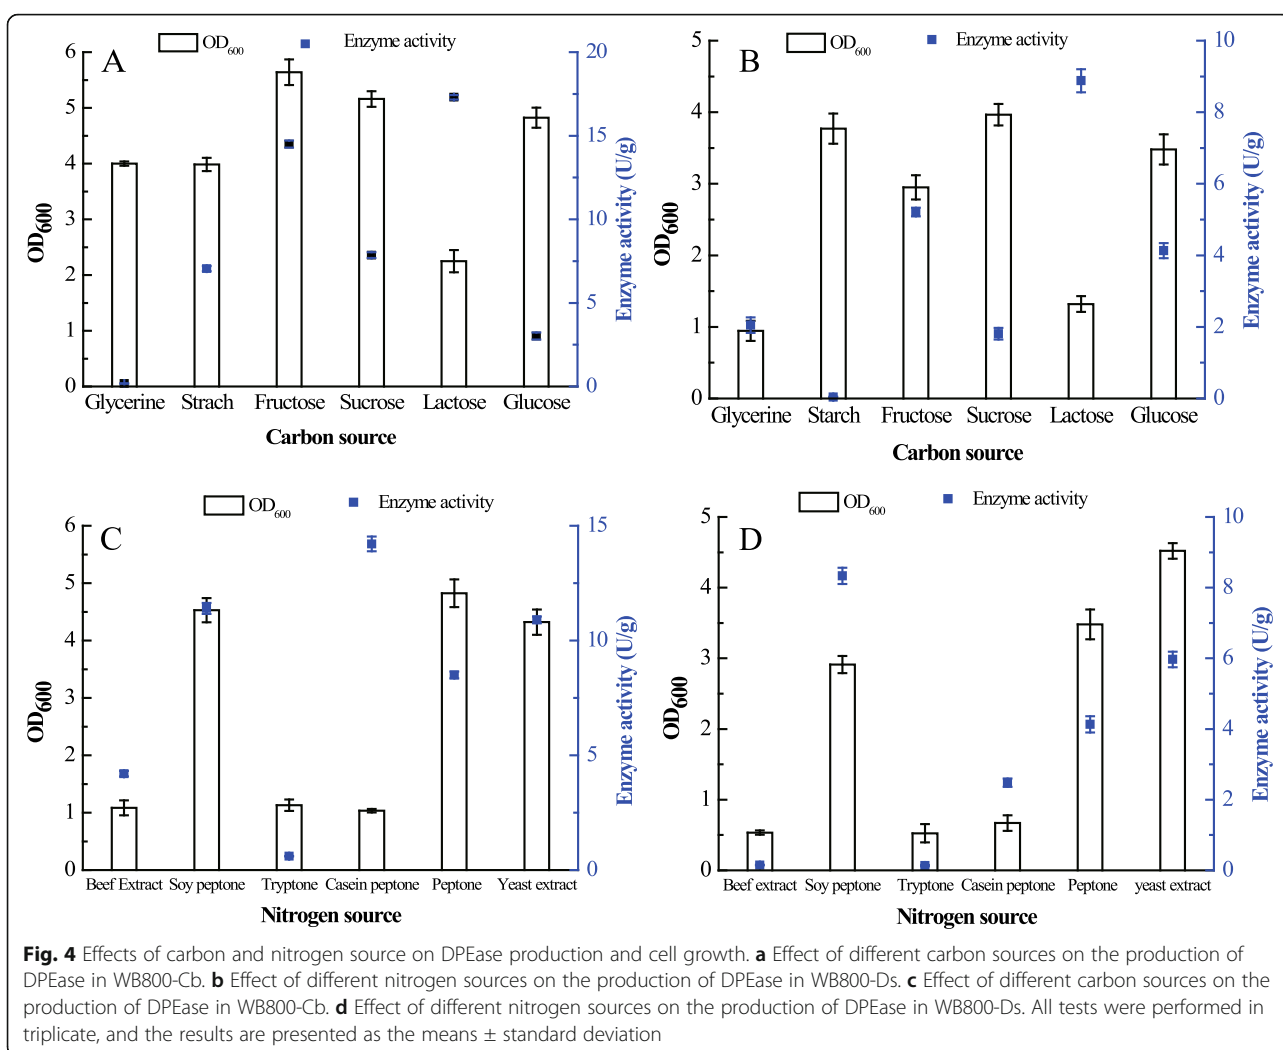 A
OD600
Enzyme activity
6
5
4
3
2
1
0
OD600
20
15
10
5
0
Enzyme activity (U/g)
Glycerine Strach Fructose Sucrose Lactose Glucose
Carbon source
B
OD600
Enzyme activity
5
4
3
2
1
0
OD600
10
8
6
4
2
0
Enzyme activity (U/g)
Glycerine Starch Fructose Sucrose Lactose Glucose
Carbon source
C
OD600
Enzyme activity
6
5
4
3
2
1
0
OD600
15
10
5
0
Enzyme activity (U/g)
Beef Extract Soy peptone Tryptone Casein peptone Peptone Yeast extract
Nitrogen source
D
OD600
Enzyme activity
5
4
3
2
1
0
OD600
10
8
6
4
2
0
Enzyme activity (U/g)
Beef extract Soy peptone Tryptone Casein peptone Peptone yeast extract
Nitrogen source
Fig. 4 Effects of carbon and nitrogen source on DPEase production and cell growth. a Effect of different carbon sources on the production of
DPEase in WB800-Cb. b Effect of different nitrogen sources on the production of DPEase in WB800-Ds. c Effect of different carbon sources on the
production of DPEase in WB800-Cb. d Effect of different nitrogen sources on the production of DPEase in WB800-Ds. All tests were performed in
triplicate, and the results are presented as the means ± standard deviation